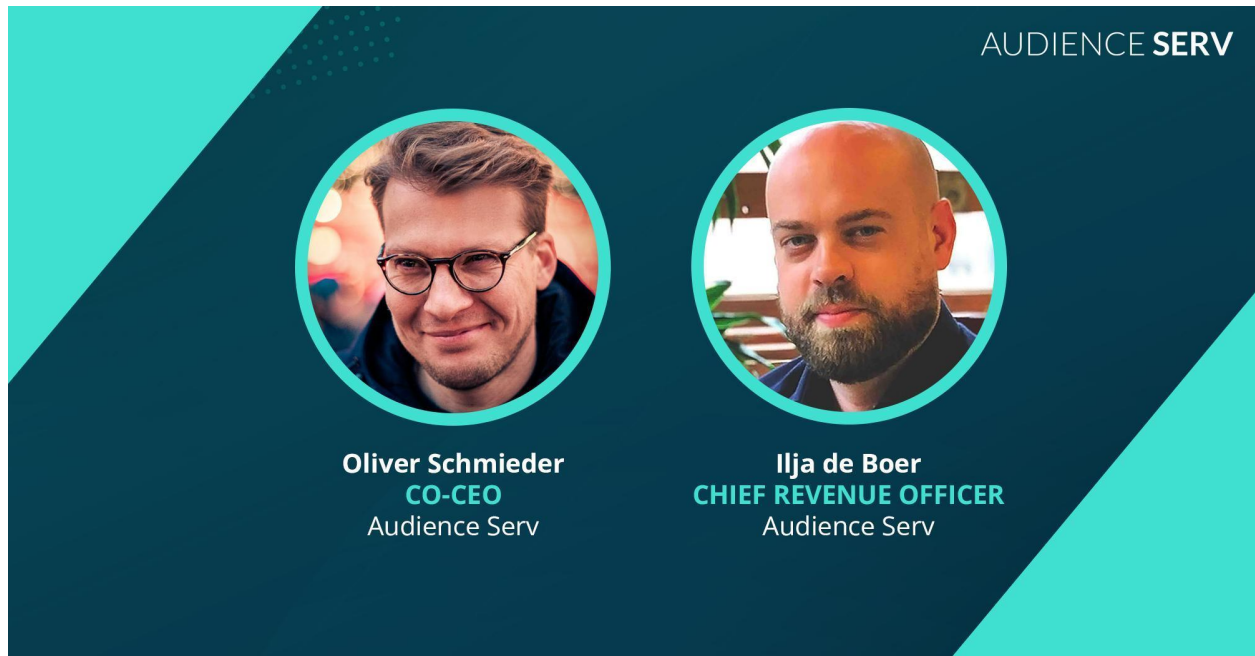 AUDIENCE SERV
Oliver Schmieder
CO-CEO
Audience Serv
Ilja de Boer
CHIEF REVENUE OFFICER
Audience Serv